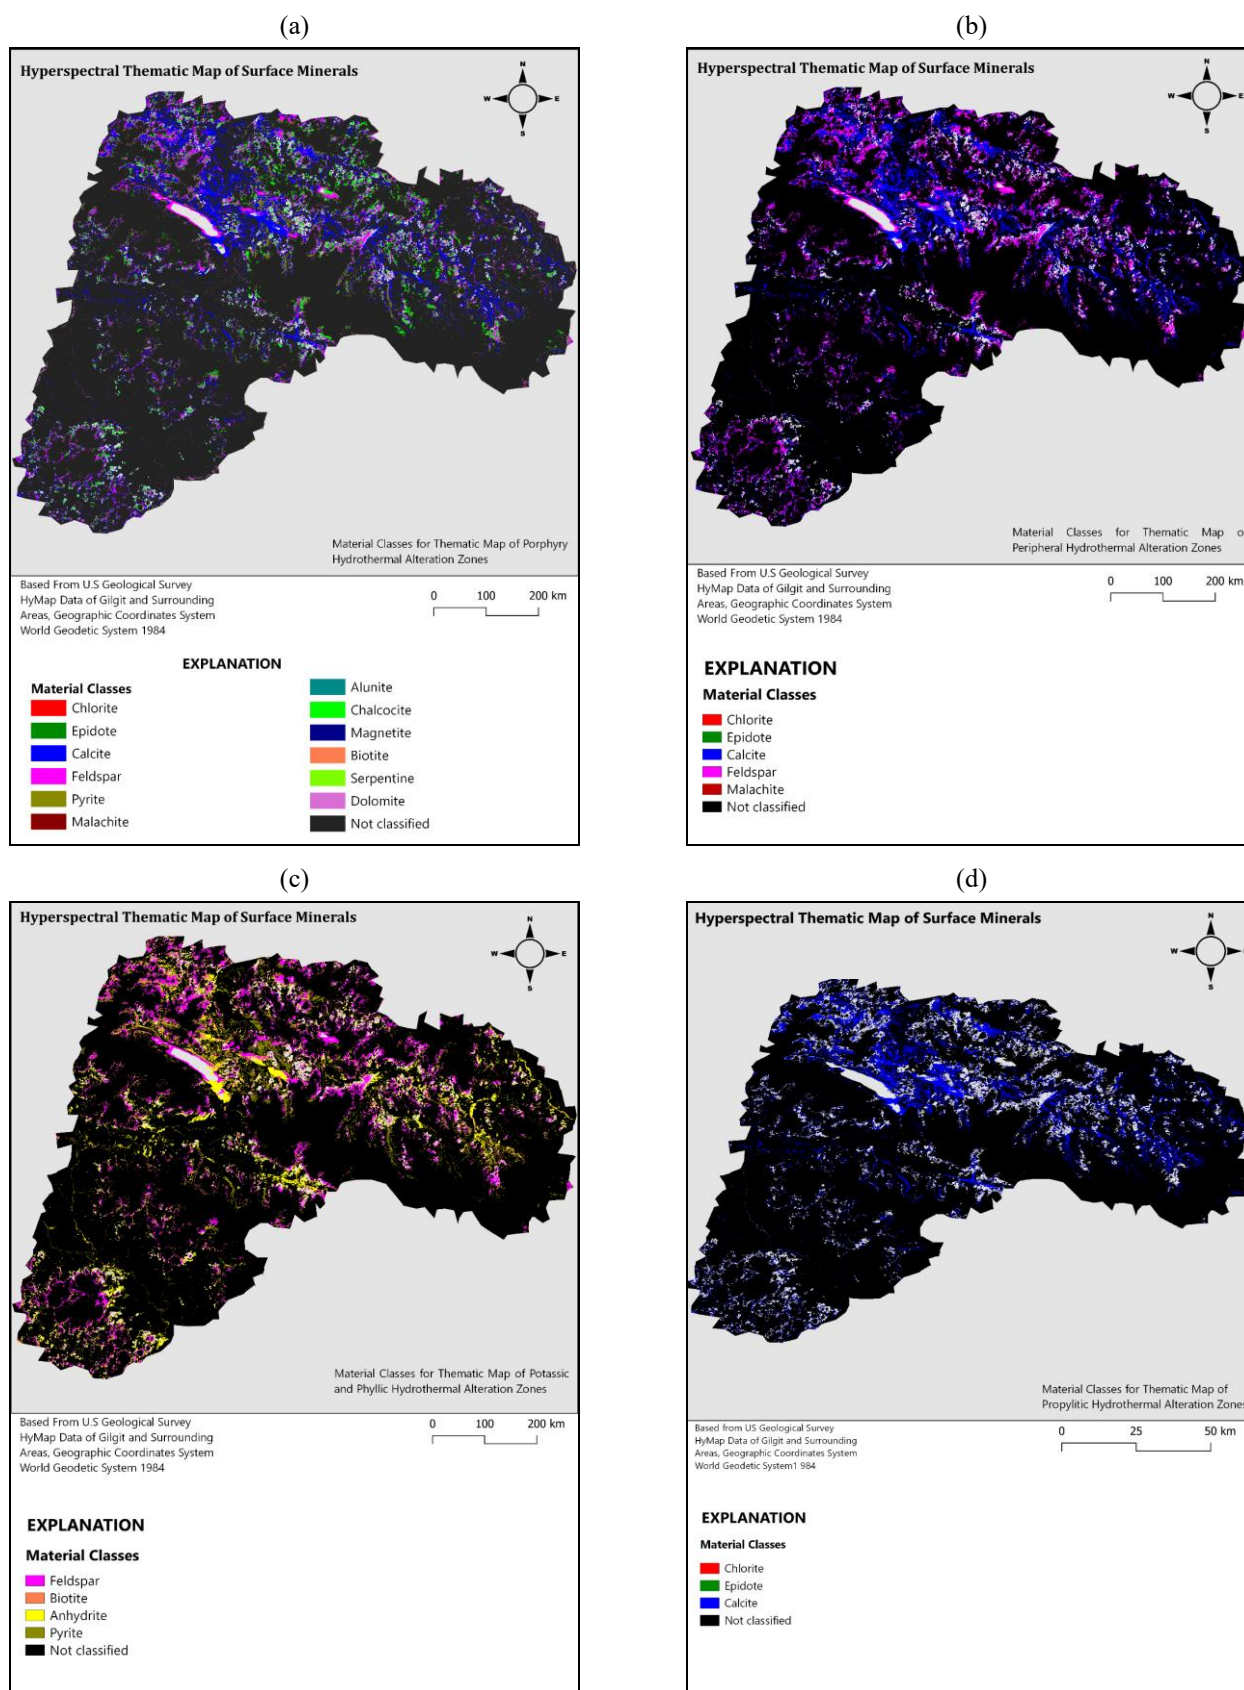 (a)
Hyperspectral Thematic Map of Surface Minerals
N
W E
S
Material Classes for Thematic Map of Porphyry
Hydrothermal Alteration Zones
Based From U.S Geological Survey
HyMap Data of Gilgit and Surrounding
Areas, Geographic Coordinates System
World Geodetic System 1984
0 100 200 km
EXPLANATION
Material Classes
Chlorite
Epidote
Calcite
Feldspar
Pyrite
Malachite
Alunite
Chalcocite
Magnetite
Biotite
Serpentine
Dolomite
Not classified
(b)
Hyperspectral Thematic Map of Surface Minerals
N
W E
S
Material Classes for Thematic Map o
Peripheral Hydrothermal Alteration Zones
Based From U.S Geological Survey
HyMap Data of Gilgit and Surrounding
Areas, Geographic Coordinates System
World Geodetic System 1984
0 100 200 km
EXPLANATION
Material Classes
Chlorite
Epidote
Calcite
Feldspar
Malachite
Not classified
(c)
Hyperspectral Thematic Map of Surface Minerals
N
W E
S
Material Classes for Thematic Map of Potassic
and Phyllic Hydrothermal Alteration Zones
Based From U.S Geological Survey
HyMap Data of Gilgit and Surrounding
Areas, Geographic Coordinates System
World Geodetic System 1984
0 100 200 km
EXPLANATION
Material Classes
Feldspar
Biotite
Anhydrite
Pyrite
Not classified
(d)
Hyperspectral Thematic Map of Surface Minerals
N
W
S
Material Classes for Thematic Map of
Propylitic Hydrothermal Alteration Zones
Based from US Geological Survey
HyMap Data of Gilgit and Surrounding
Areas, Geographic Coordinates System
World Geodetic System1 984
0 25 50 km
EXPLANATION
Material Classes
Chlorite
Epidote
Calcite
Not classified